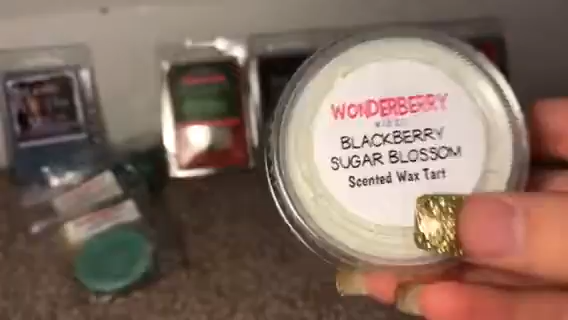 WONDERBERRY
BLACKBERRY
SUGAR BLOSSOM
Scented Wax Tart